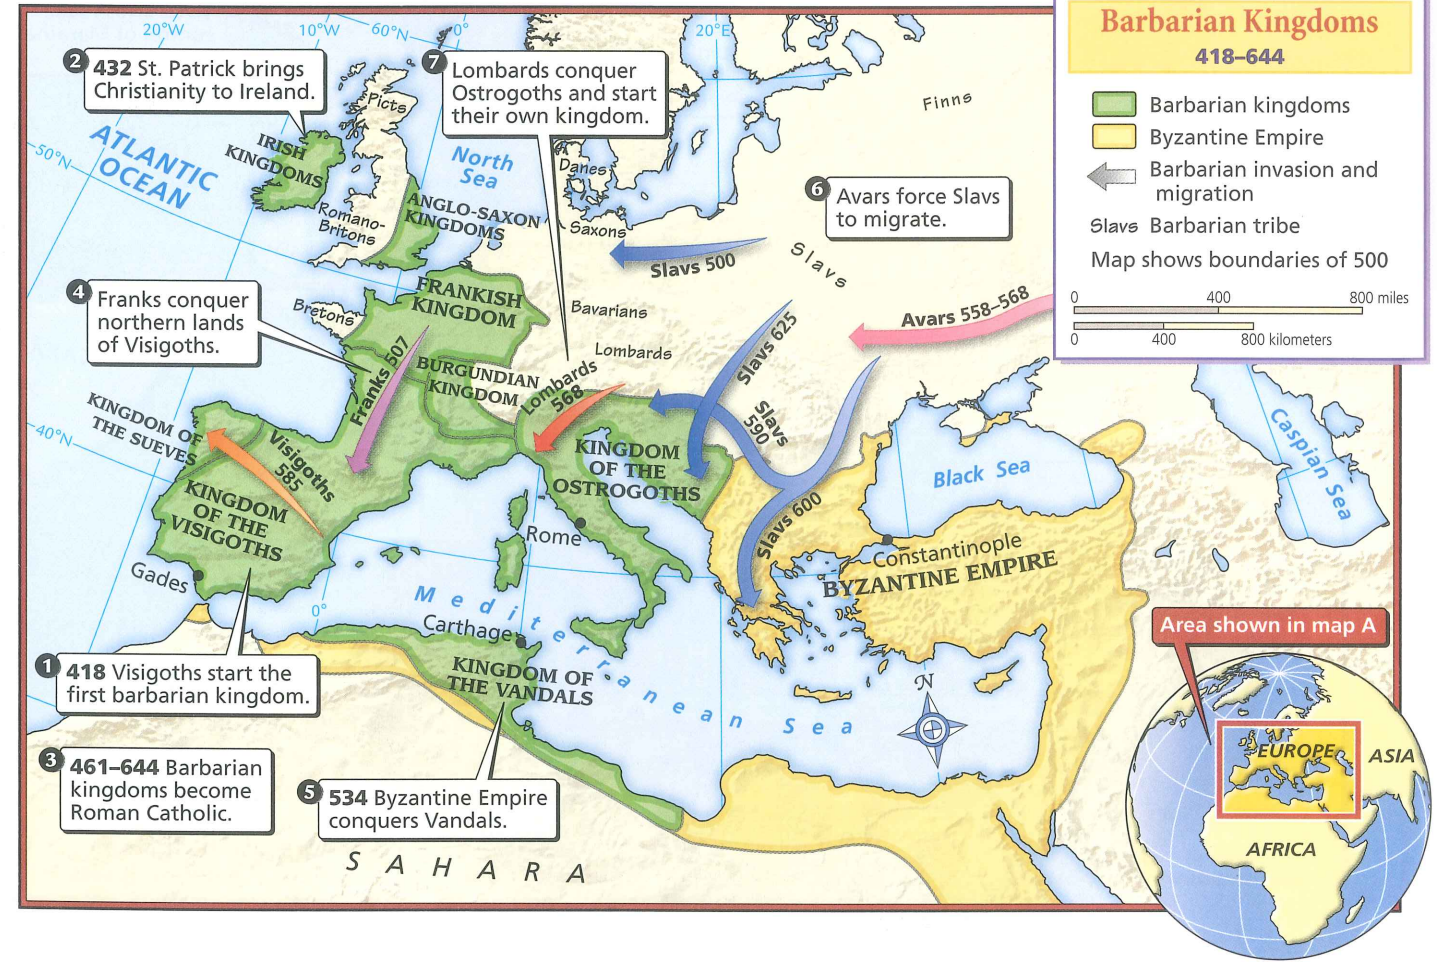 Barbarian Kingdoms
418–644
Barbarian kingdoms
Byzantine Empire
Barbarian invasion and
migration
Slavs Barbarian tribe
Map shows boundaries of 500
0 400 800 miles
0 400 800 kilometers
20°W
10°W
60°N
0°
20°E
50°N
40°N
0°
2 432 St. Patrick brings
Christianity to Ireland.
7 Lombards conquer
Ostrogoths and start
their own kingdom.
6 Avars force Slavs
to migrate.
4 Franks conquer
northern lands
of Visigoths.
1 418 Visigoths start the
first barbarian kingdom.
3 461–644 Barbarian
kingdoms become
Roman Catholic.
5 534 Byzantine Empire
conquers Vandals.
ATLANTIC
OCEAN
IRISH
KINGDOMS
Picts
North
Sea
Romano-
Britons
ANGLO-SAXON
KINGDOMS
Danes
Saxons
Finns
Slavs
Slavs 500
Avars 558–568
Slavs 625
Slavs
590
Slavs 600
Bretons
FRANKISH
KINGDOM
Bavarians
Lombards
Lombards
568
Franks 507
BURGUNDIAN
KINGDOM
KINGDOM OF
THE SUEVES
Visigoths
585
KINGDOM
OF THE
VISIGOTHS
KINGDOM
OF THE
OSTROGOTHS
Gades
Rome
Carthage
Constantinople
BYZANTINE EMPIRE
Black Sea
Caspian Sea
Mediterranean Sea
KINGDOM OF
THE VANDALS
SAHARA
N
Area shown in map A
EUROPE
ASIA
AFRICA